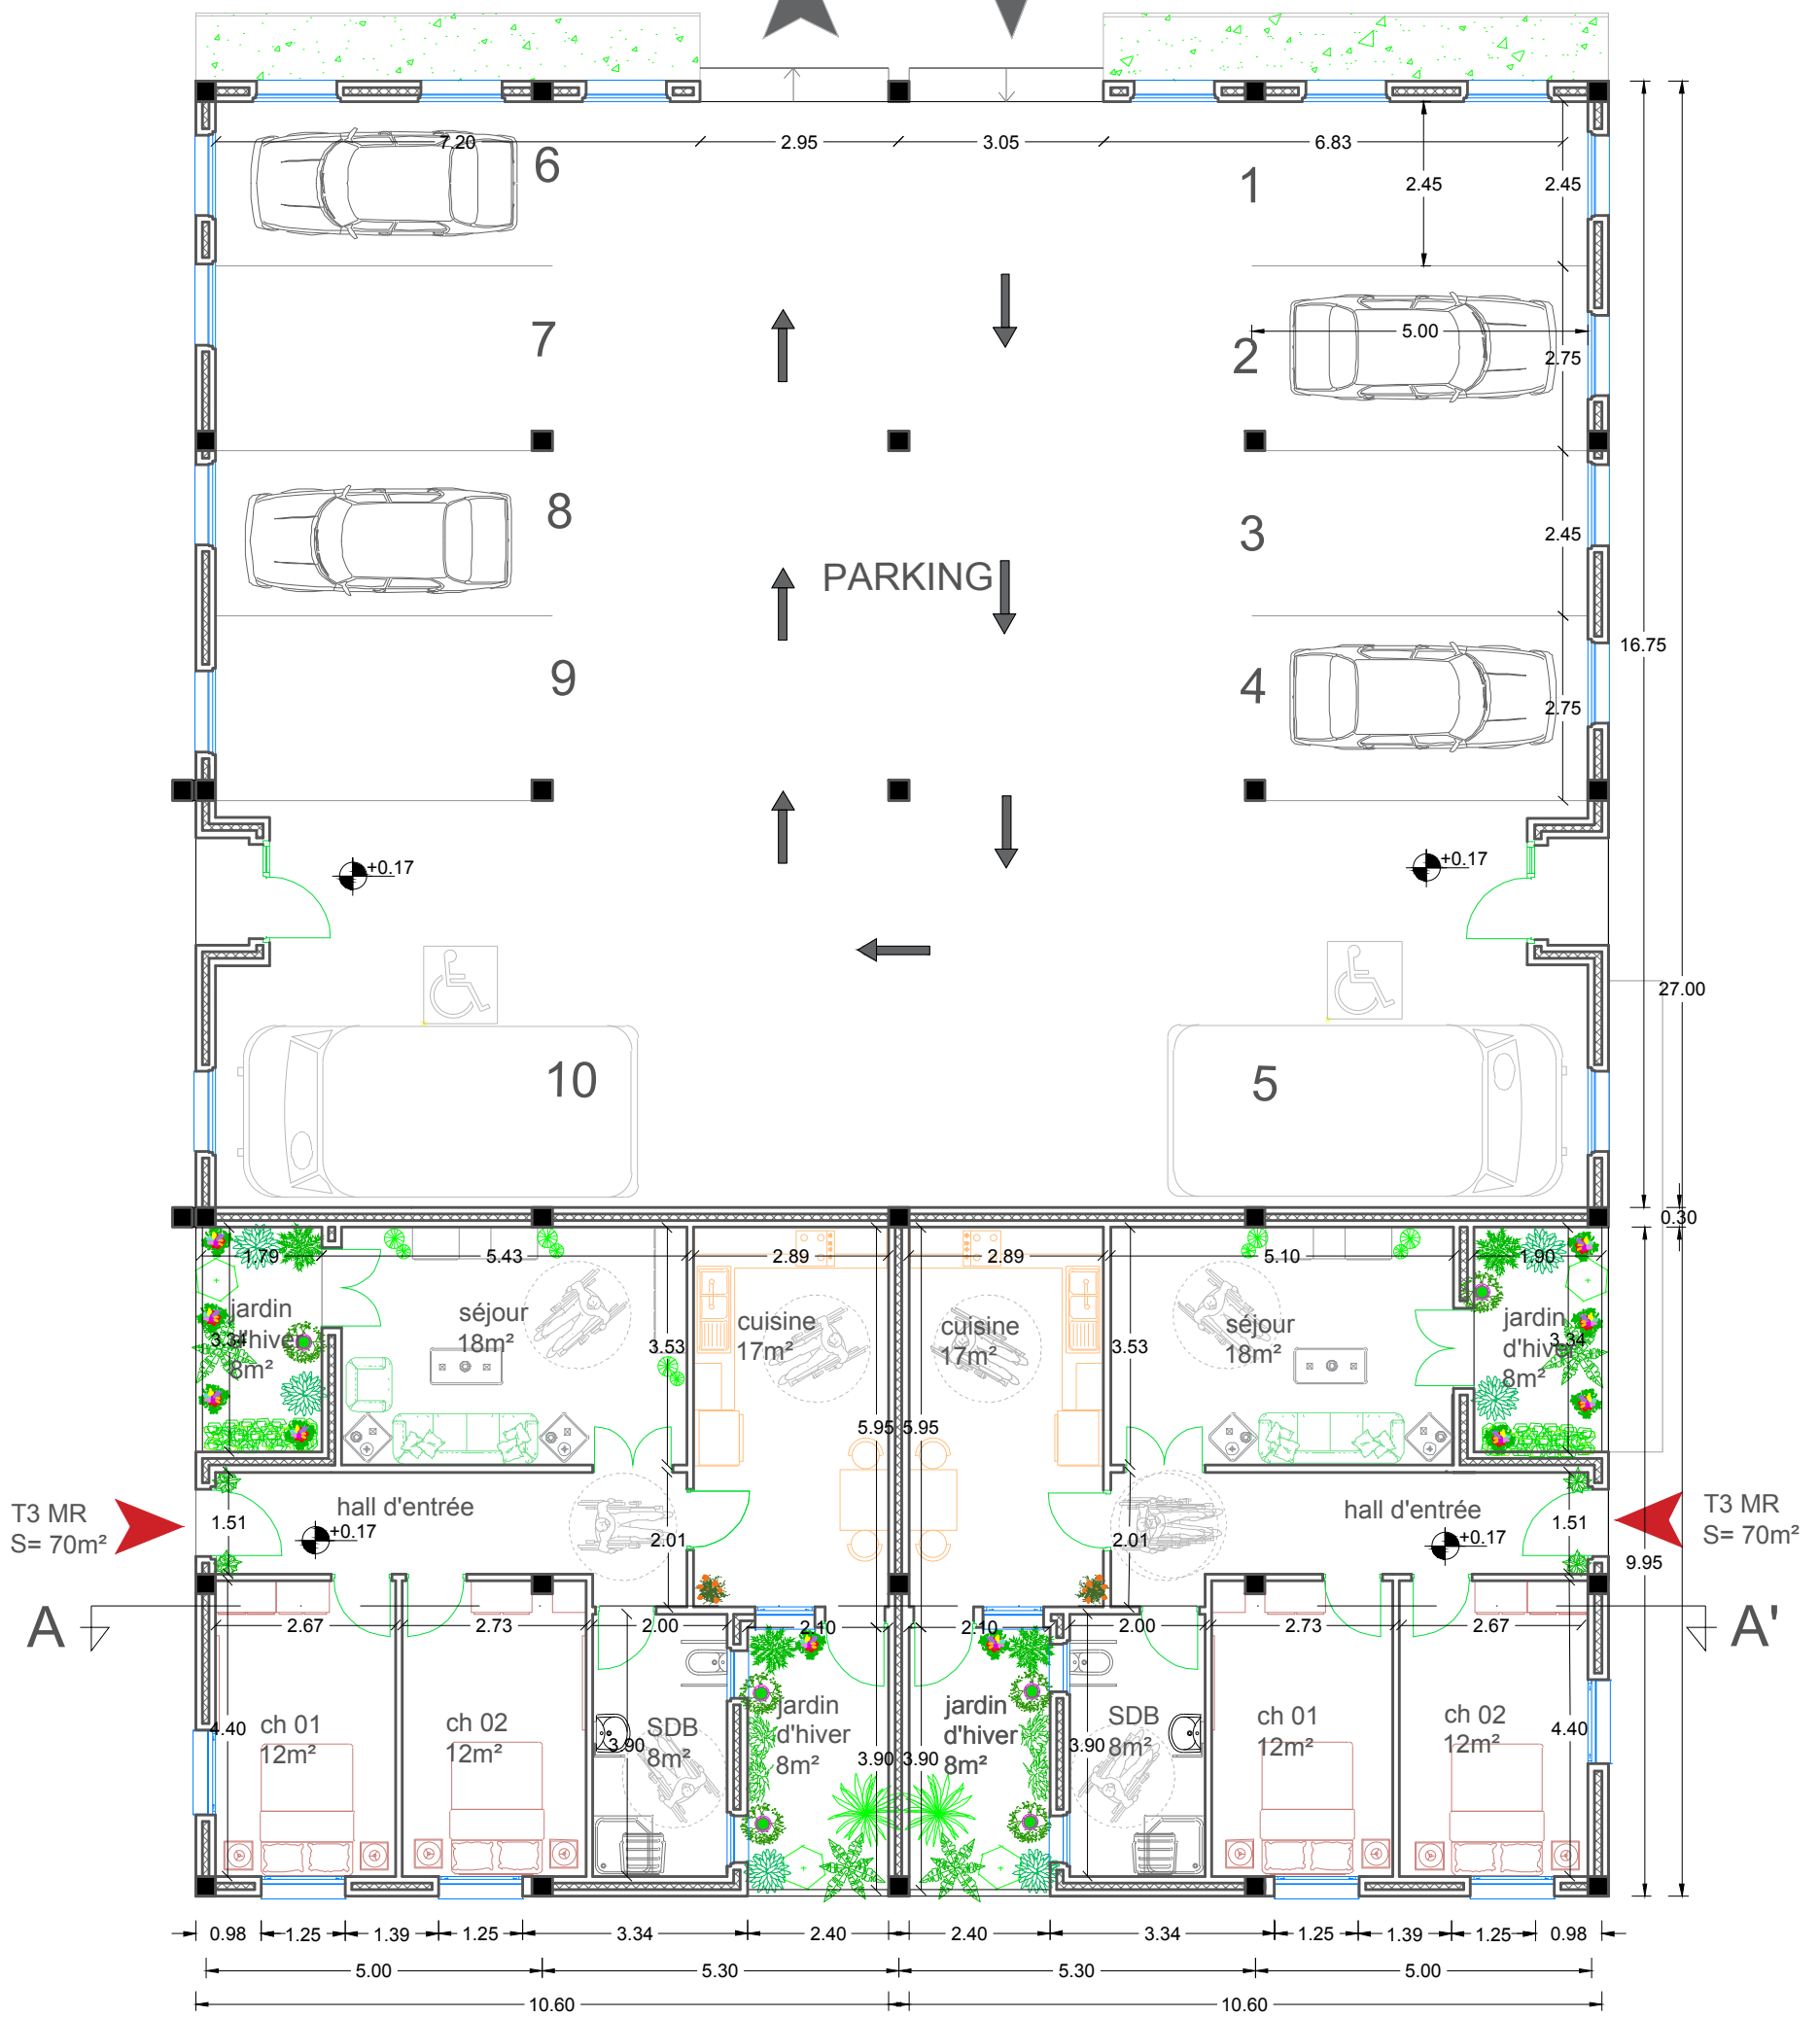 7.20
2.95
3.05
6.83
6
1
2.45
2.45
7
5.00
2
2.75
8
3
2.45
PARKING
16.75
9
4
2.75
+0.17
+0.17
27.00
10
5
0.30
1.79
5.43
2.89
2.89
5.10
1.90
jardin
d'hiver
8m²
3.34
séjour
18m²
3.53
cuisine
17m²
cuisine
17m²
3.53
séjour
18m²
jardin
d'hiver
8m²
3.34
5.95
5.95
T3 MR
S= 70m²
hall d'entrée
1.51
+0.17
2.01
2.01
hall d'entrée
+0.17
1.51
T3 MR
S= 70m²
9.95
A
2.67
2.73
2.00
2.10
2.10
2.00
2.73
2.67
A'
4.40
ch 01
12m²
ch 02
12m²
SDB
8m²
3.90
jardin
d'hiver
8m²
3.90
3.90
jardin
d'hiver
8m²
SDB
8m²
3.90
ch 01
12m²
ch 02
12m²
4.40
0.98
1.25
1.39
1.25
3.34
2.40
2.40
3.34
1.25
1.39
1.25
0.98
5.00
5.30
5.30
5.00
10.60
10.60